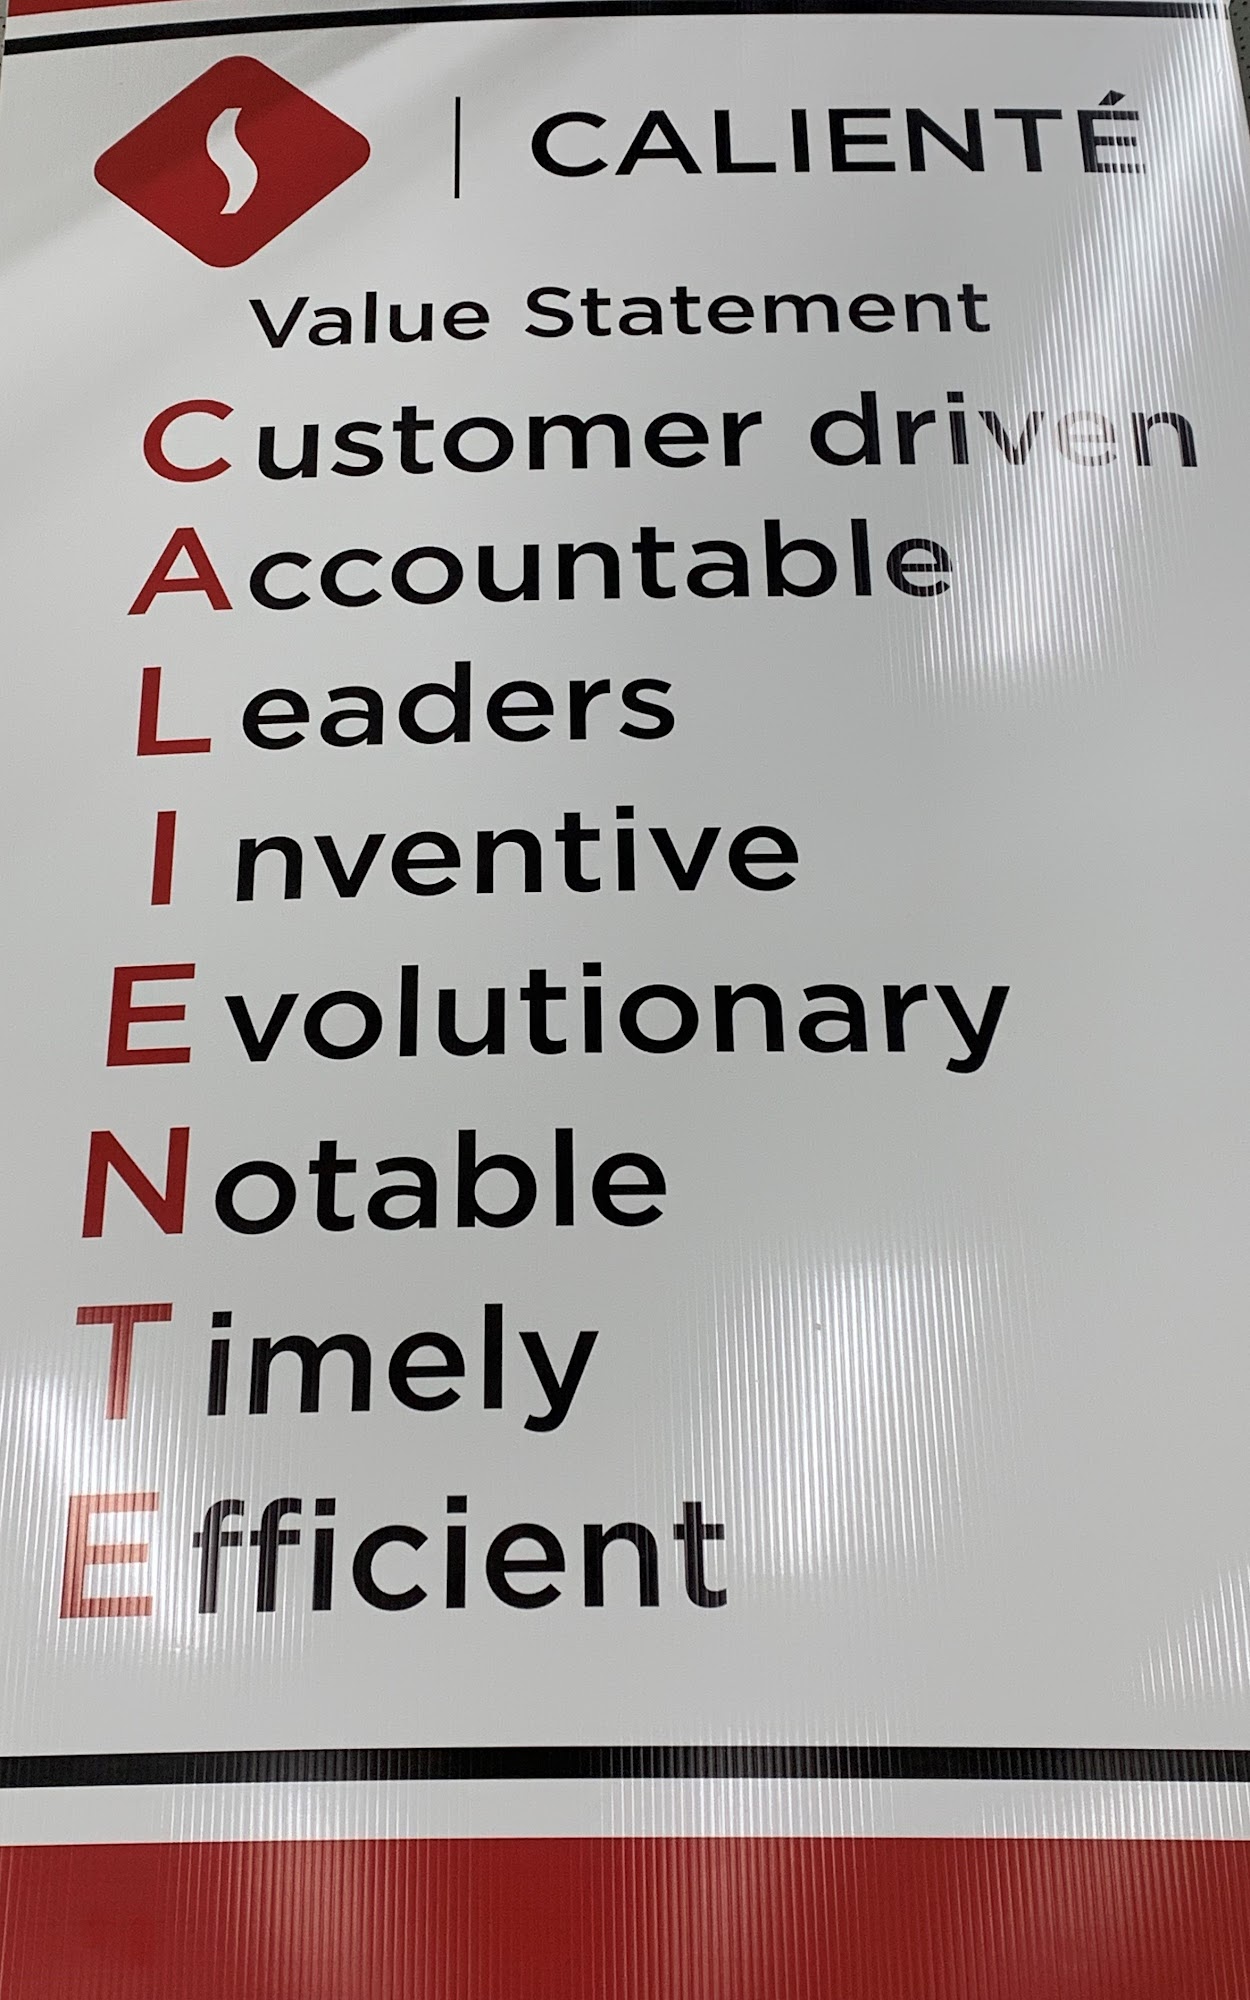 CALIENTÉ
Value Statement
Customer driven
Accountable
Leaders
Inventive
Evolutionary
Notable
Timely
Efficient